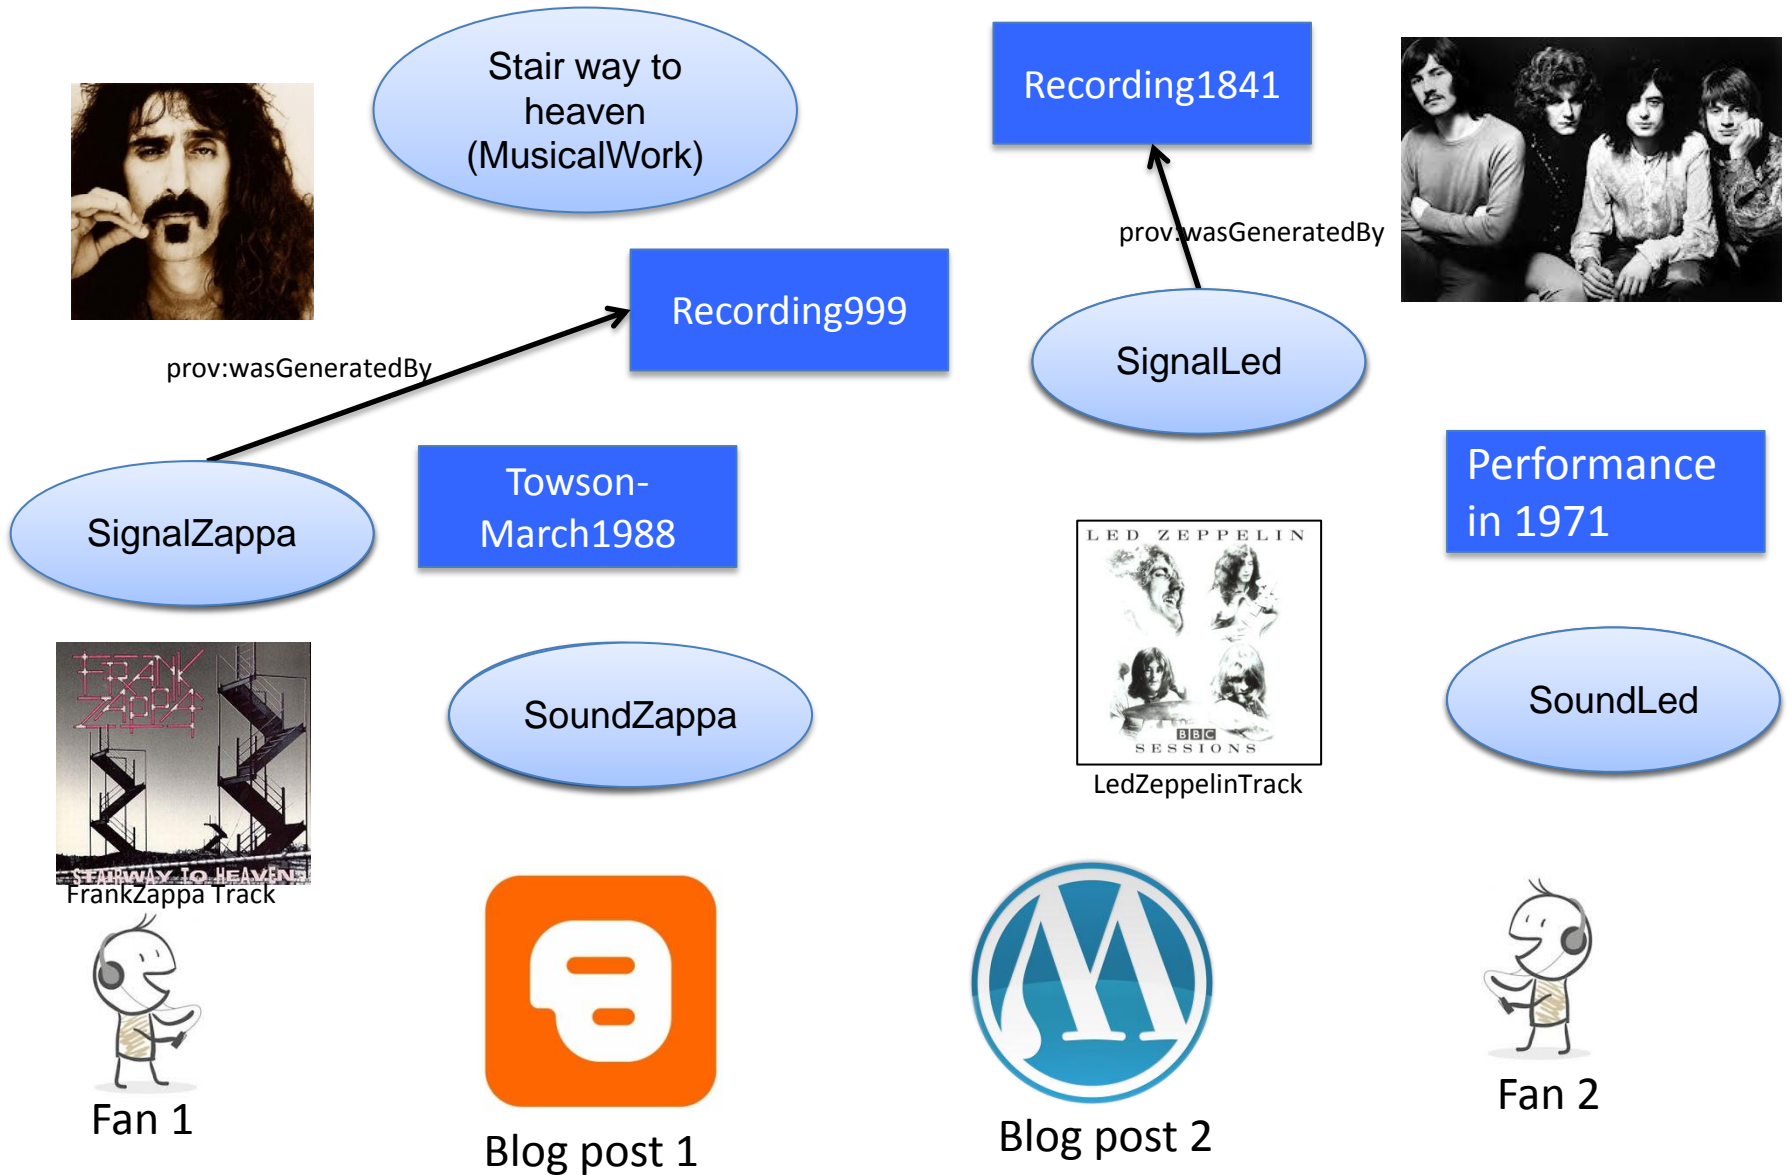 Stair way to
heaven
(MusicalWork)
Recording1841
prov:wasGeneratedBy
Recording999
prov:wasGeneratedBy
SignalLed
SignalZappa
Towson-
March1988
Performance
in 1971
LED ZEPPELIN
BBC
SESSIONS
LedZeppelinTrack
FRANK
ZAPPA
STAIRWAY TO HEAVEN
FrankZappa Track
SoundZappa
SoundLed
Fan 1
Blog post 1
Blog post 2
Fan 2